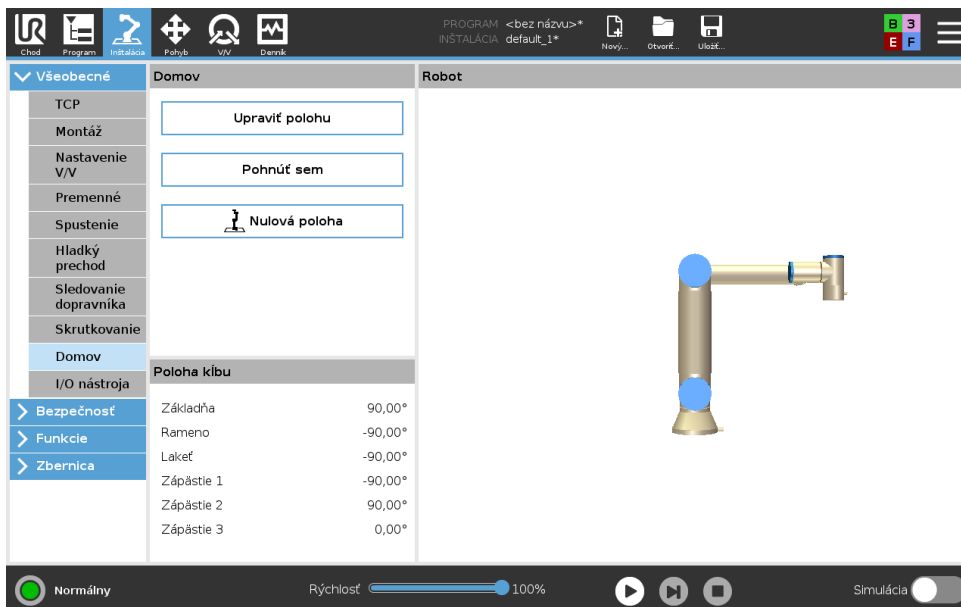 PROGRAM <bez názvu>*
INŠTALÁCIA default_1*
Chod
Program
Inštalácia
Pohyb
V/V
Denník
Nový...
Otvoriť...
Uložiť...
B 3
E F
Všeobecné
TCP
Montáž
Nastavenie
V/V
Premenné
Spustenie
Hladký
prechod
Sledovanie
dopravníka
Skrutkovanie
Domov
I/O nástroja
Bezpečnosť
Funkcie
Zbernica
Domov
Upraviť polohu
Pohnúť sem
Nulová poloha
Poloha kĺbu
Základňa 90,00°
Rameno -90,00°
Lakeť -90,00°
Zápästie 1 -90,00°
Zápästie 2 90,00°
Zápästie 3 0,00°
Robot
Normálny
Rýchlosť 100%
Simulácia